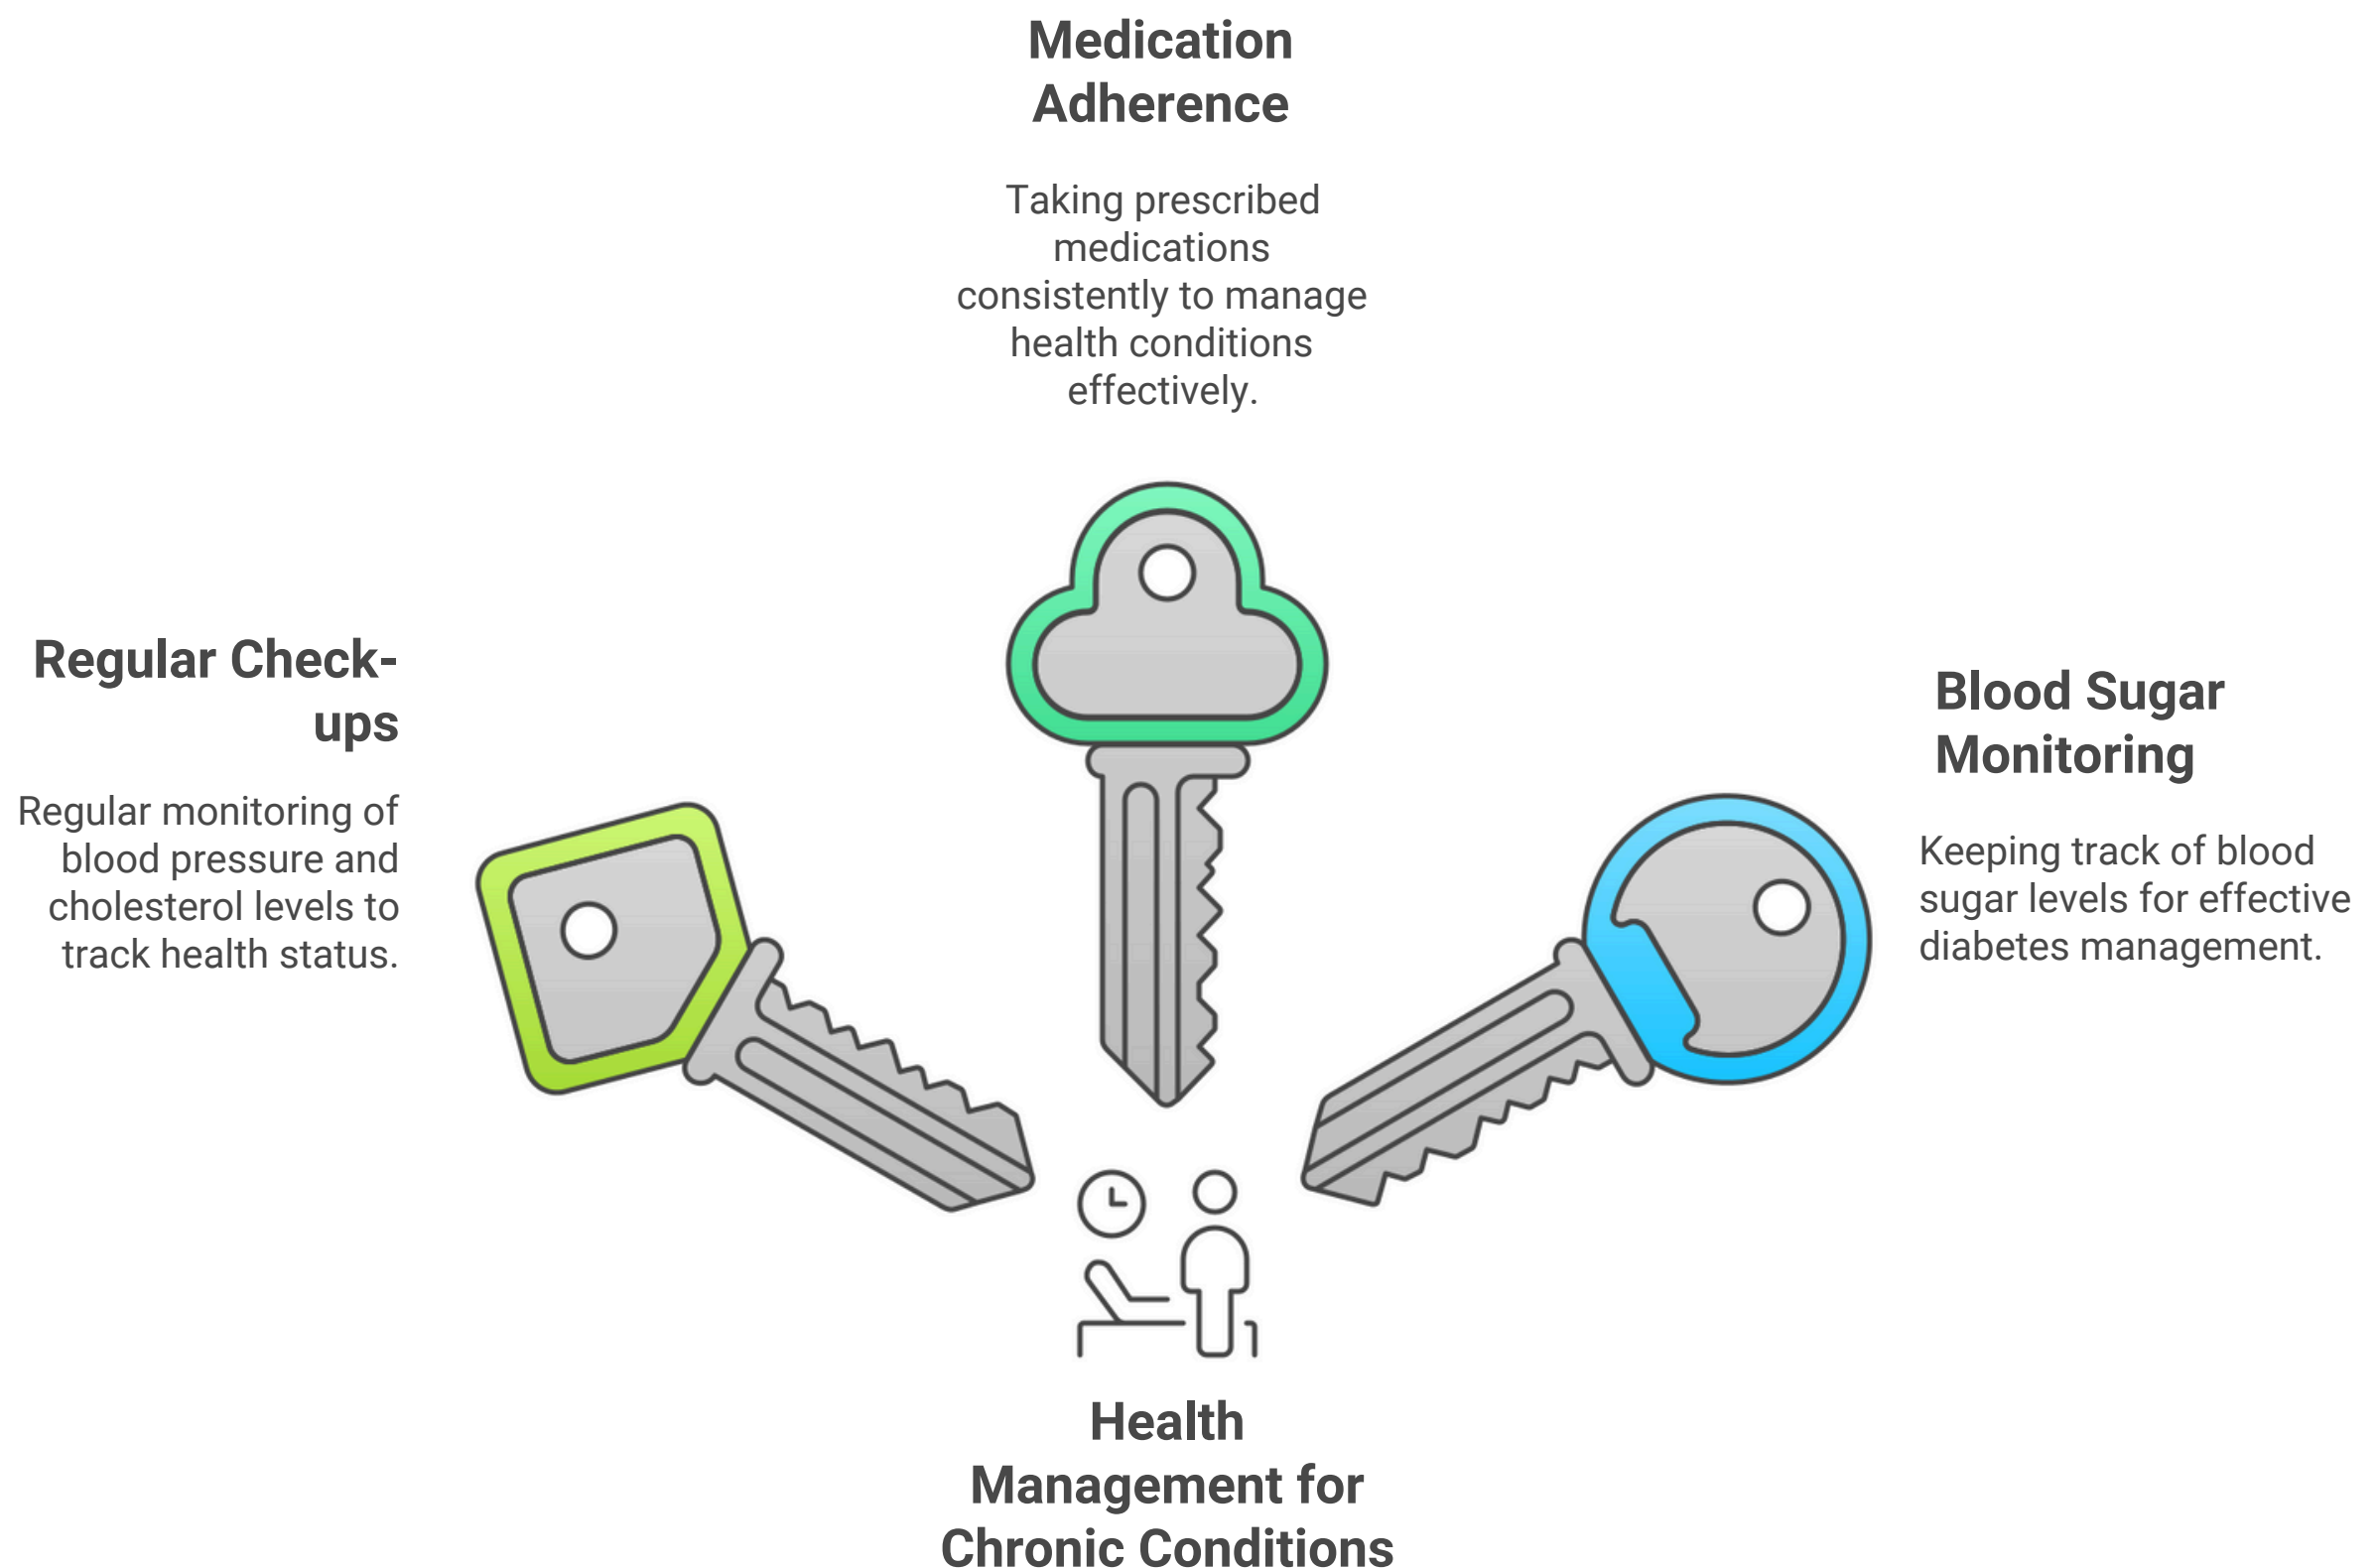 Medication
Adherence
Taking prescribed
medications
consistently to manage
health conditions
effectively.
Regular Check-
ups
Regular monitoring of
blood pressure and
cholesterol levels to
track health status.
Blood Sugar
Monitoring
Keeping track of blood
sugar levels for effective
diabetes management.
Health
Management for
Chronic Conditions